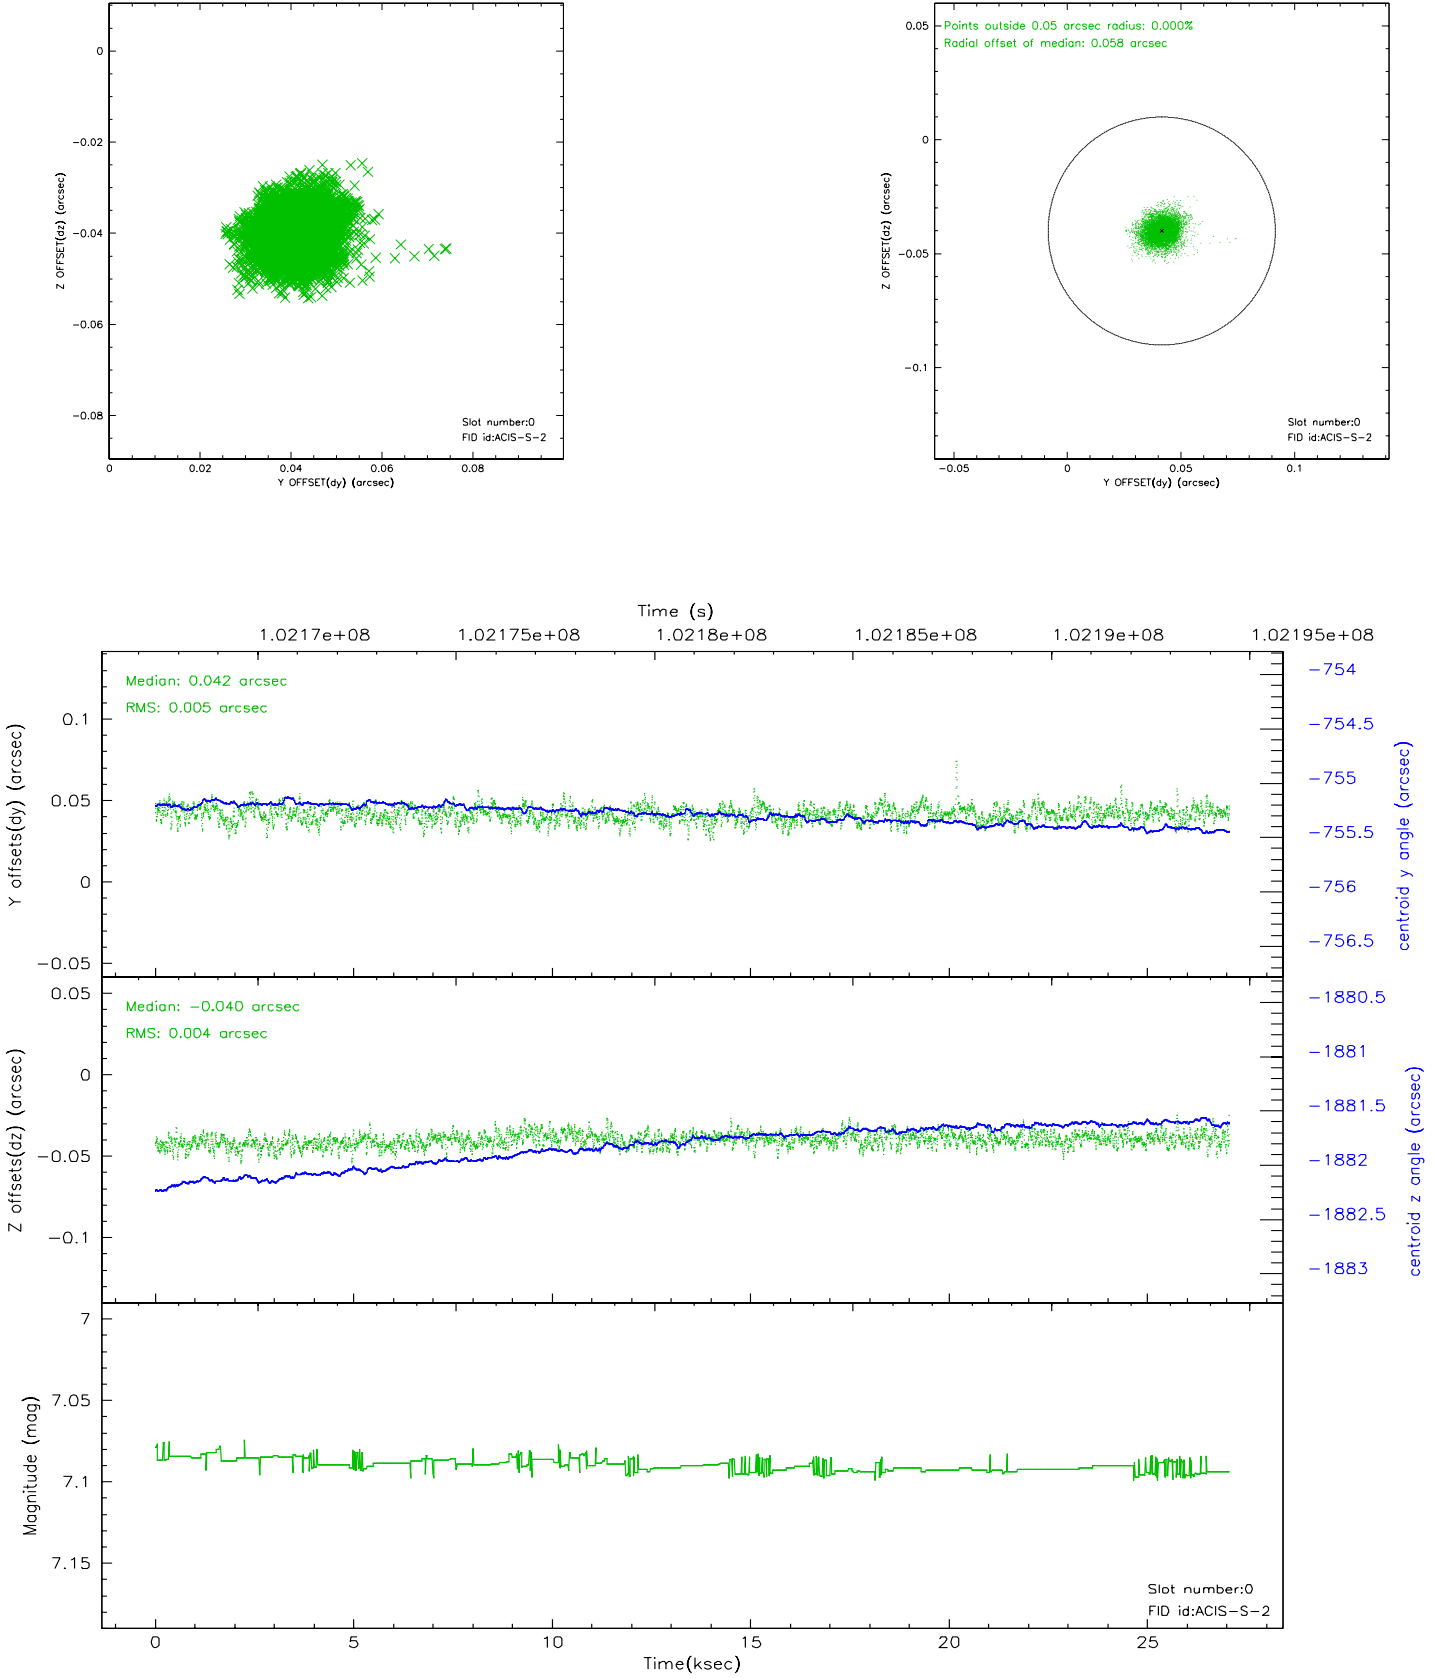 0
-0.02
-0.04
-0.06
-0.08
Z OFFSET(dz) (arcsec)
Slot number:0
FID id:ACIS-S-2
0 0.02 0.04 0.06 0.08
Y OFFSET(dy) (arcsec)
Points outside 0.05 arcsec radius: 0.000%
Radial offset of median: 0.058 arcsec
0.05
0
-0.05
-0.1
Z OFFSET(dz) (arcsec)
Slot number:0
FID id:ACIS-S-2
-0.05 0 0.05 0.1
Y OFFSET(dy) (arcsec)
Time (s)
1.0217e+08 1.02175e+08 1.0218e+08 1.02185e+08 1.0219e+08 1.02195e+08
Median: 0.042 arcsec
RMS: 0.005 arcsec
0.1
0.05
0
-0.05
Y offsets(dy) (arcsec)
-754
-754.5
-755
-755.5
-756
-756.5
centroid y angle (arcsec)
Median: -0.040 arcsec
RMS: 0.004 arcsec
0.05
0
-0.05
-0.1
Z offsets(dz) (arcsec)
-1880.5
-1881
-1881.5
-1882
-1882.5
-1883
centroid z angle (arcsec)
7
7.05
7.1
7.15
Magnitude (mag)
Slot number:0
FID id:ACIS-S-2
0 5 10 15 20 25
Time(ksec)